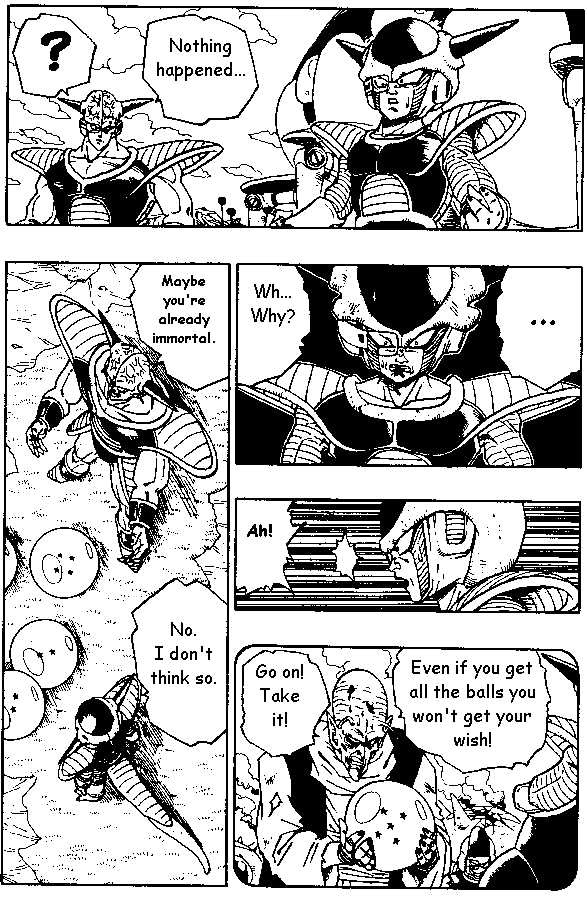 ?
Nothing
happened...
Maybe
you're
already
immortal.
No.
I don't
think so.
Wh...
Why?
...
Ah!
Go on!
Take
it!
Even if you get
all the balls you
won't get your
wish!